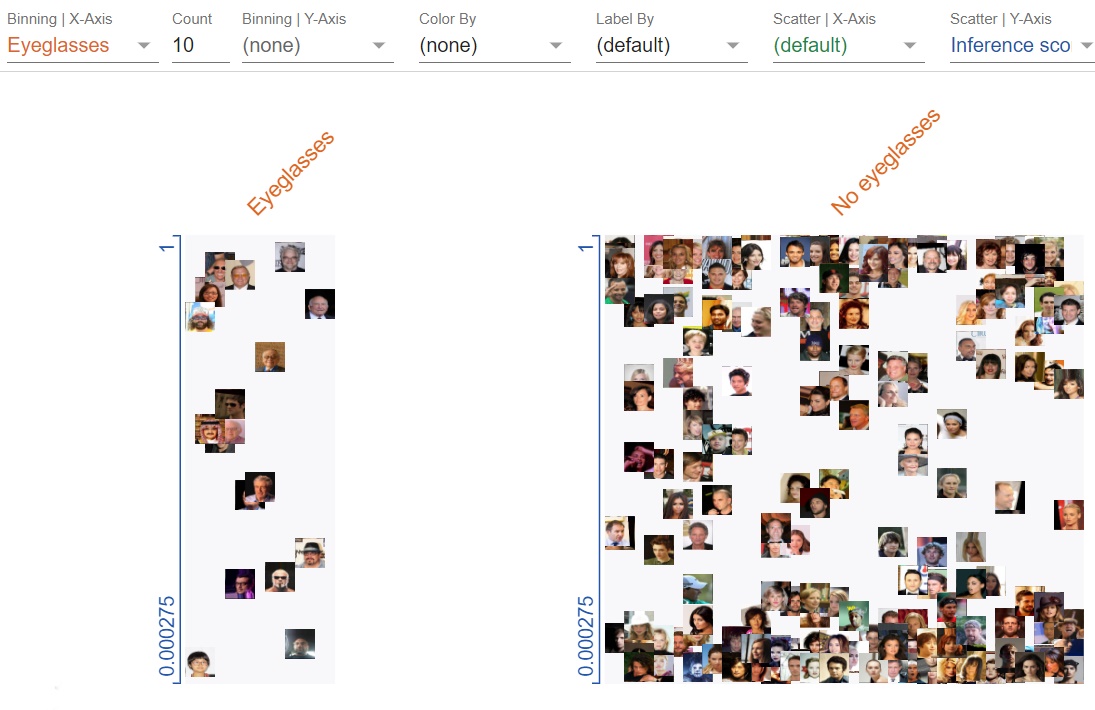 Binning | X-Axis
Count
Binning | Y-Axis
Color By
Label By
Scatter | X-Axis
Scatter | Y-Axis
Eyeglasses
10
(none)
(none)
(default)
(default)
Inference sco
Eyeglasses
No eyeglasses
1
1
0.000275
0.000275